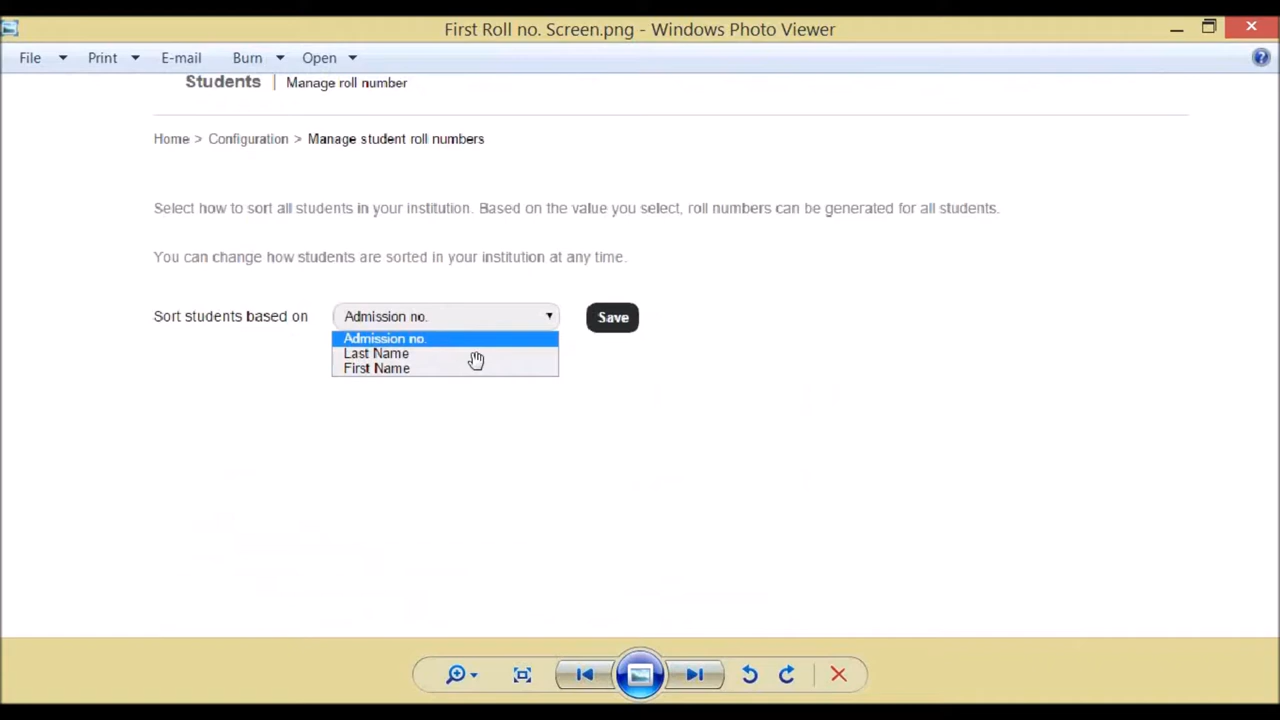 First Roll no. Screen.png - Windows Photo Viewer
File Print E-mail Burn Open
Students | Manage roll number
Home > Configuration > Manage student roll numbers
Select how to sort all students in your institution. Based on the value you select, roll numbers can be generated for all students.
You can change how students are sorted in your institution at any time.
Sort students based on Admission no. Save
Admission no.
Last Name
First Name